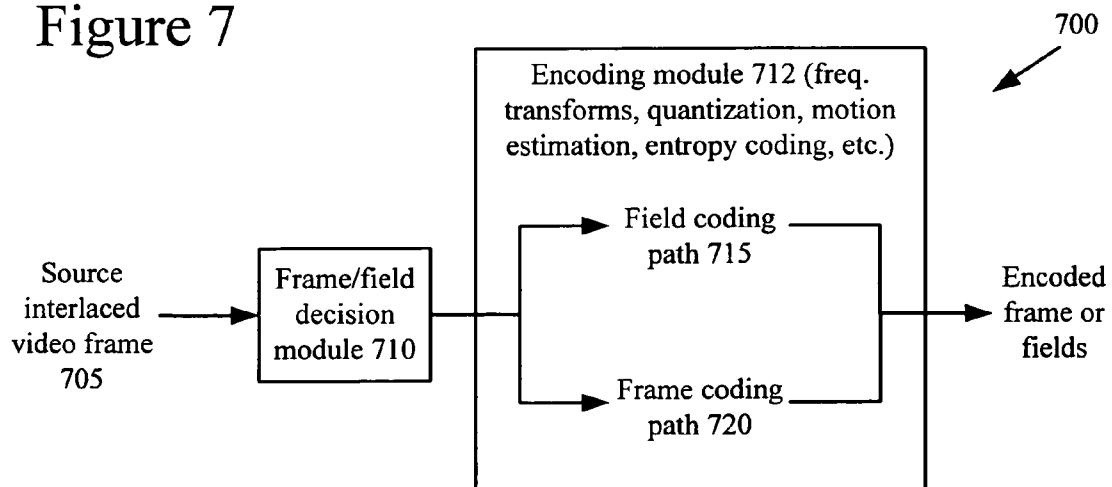 Figure 7
700
Encoding module 712 (freq.
transforms, quantization, motion
estimation, entropy coding, etc.)
Source
interlaced
video frame
705
Frame/field
decision
module 710
Field coding
path 715
Frame coding
path 720
Encoded
frame or
fields